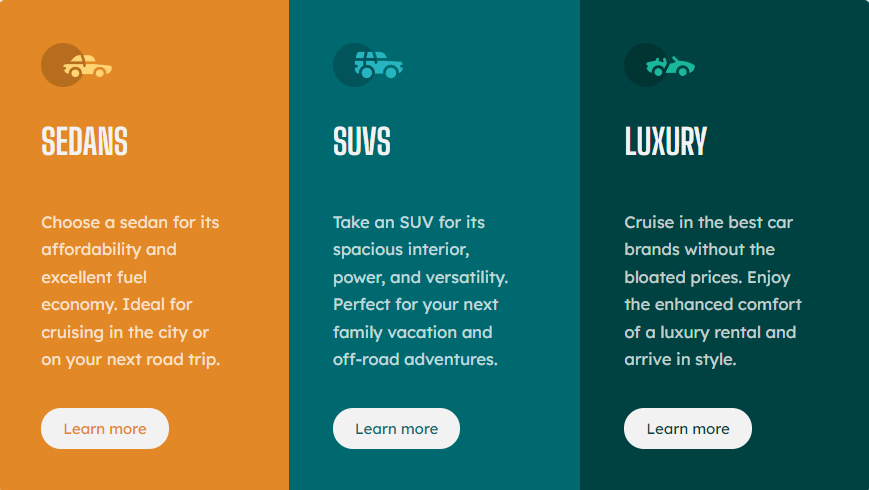 SEDANS
Choose a sedan for its
affordability and
excellent fuel
economy. Ideal for
cruising in the city or
on your next road trip.
Learn more
SUVS
Take an SUV for its
spacious interior,
power, and versatility.
Perfect for your next
family vacation and
off-road adventures.
Learn more
LUXURY
Cruise in the best car
brands without the
bloated prices. Enjoy
the enhanced comfort
of a luxury rental and
arrive in style.
Learn more